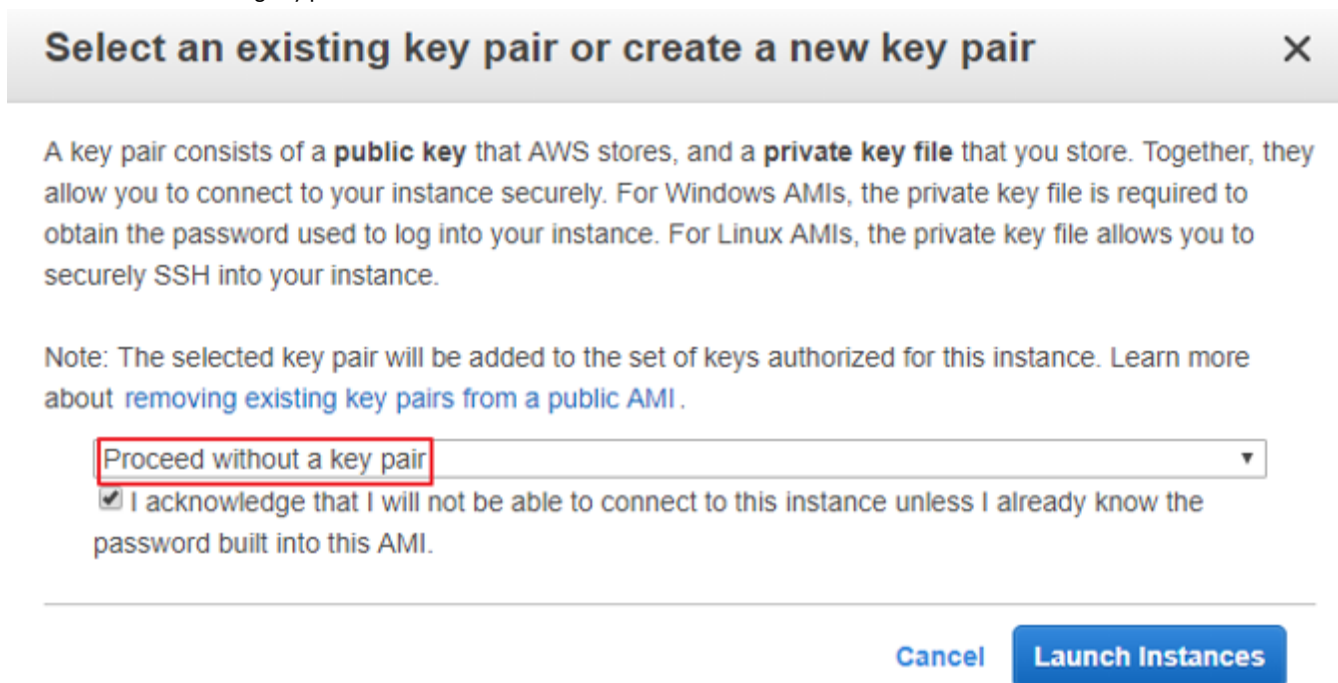 Select an existing key pair or create a new key pair
A key pair consists of a public key that AWS stores, and a private key file that you store. Together, they
allow you to connect to your instance securely. For Windows AMIs, the private key file is required to
obtain the password used to log into your instance. For Linux AMIs, the private key file allows you to
securely SSH into your instance.
Note: The selected key pair will be added to the set of keys authorized for this instance. Learn more
about removing existing key pairs from a public AMI.
Proceed without a key pair
I acknowledge that I will not be able to connect to this instance unless I already know the
password built into this AMI.
Cancel Launch Instances